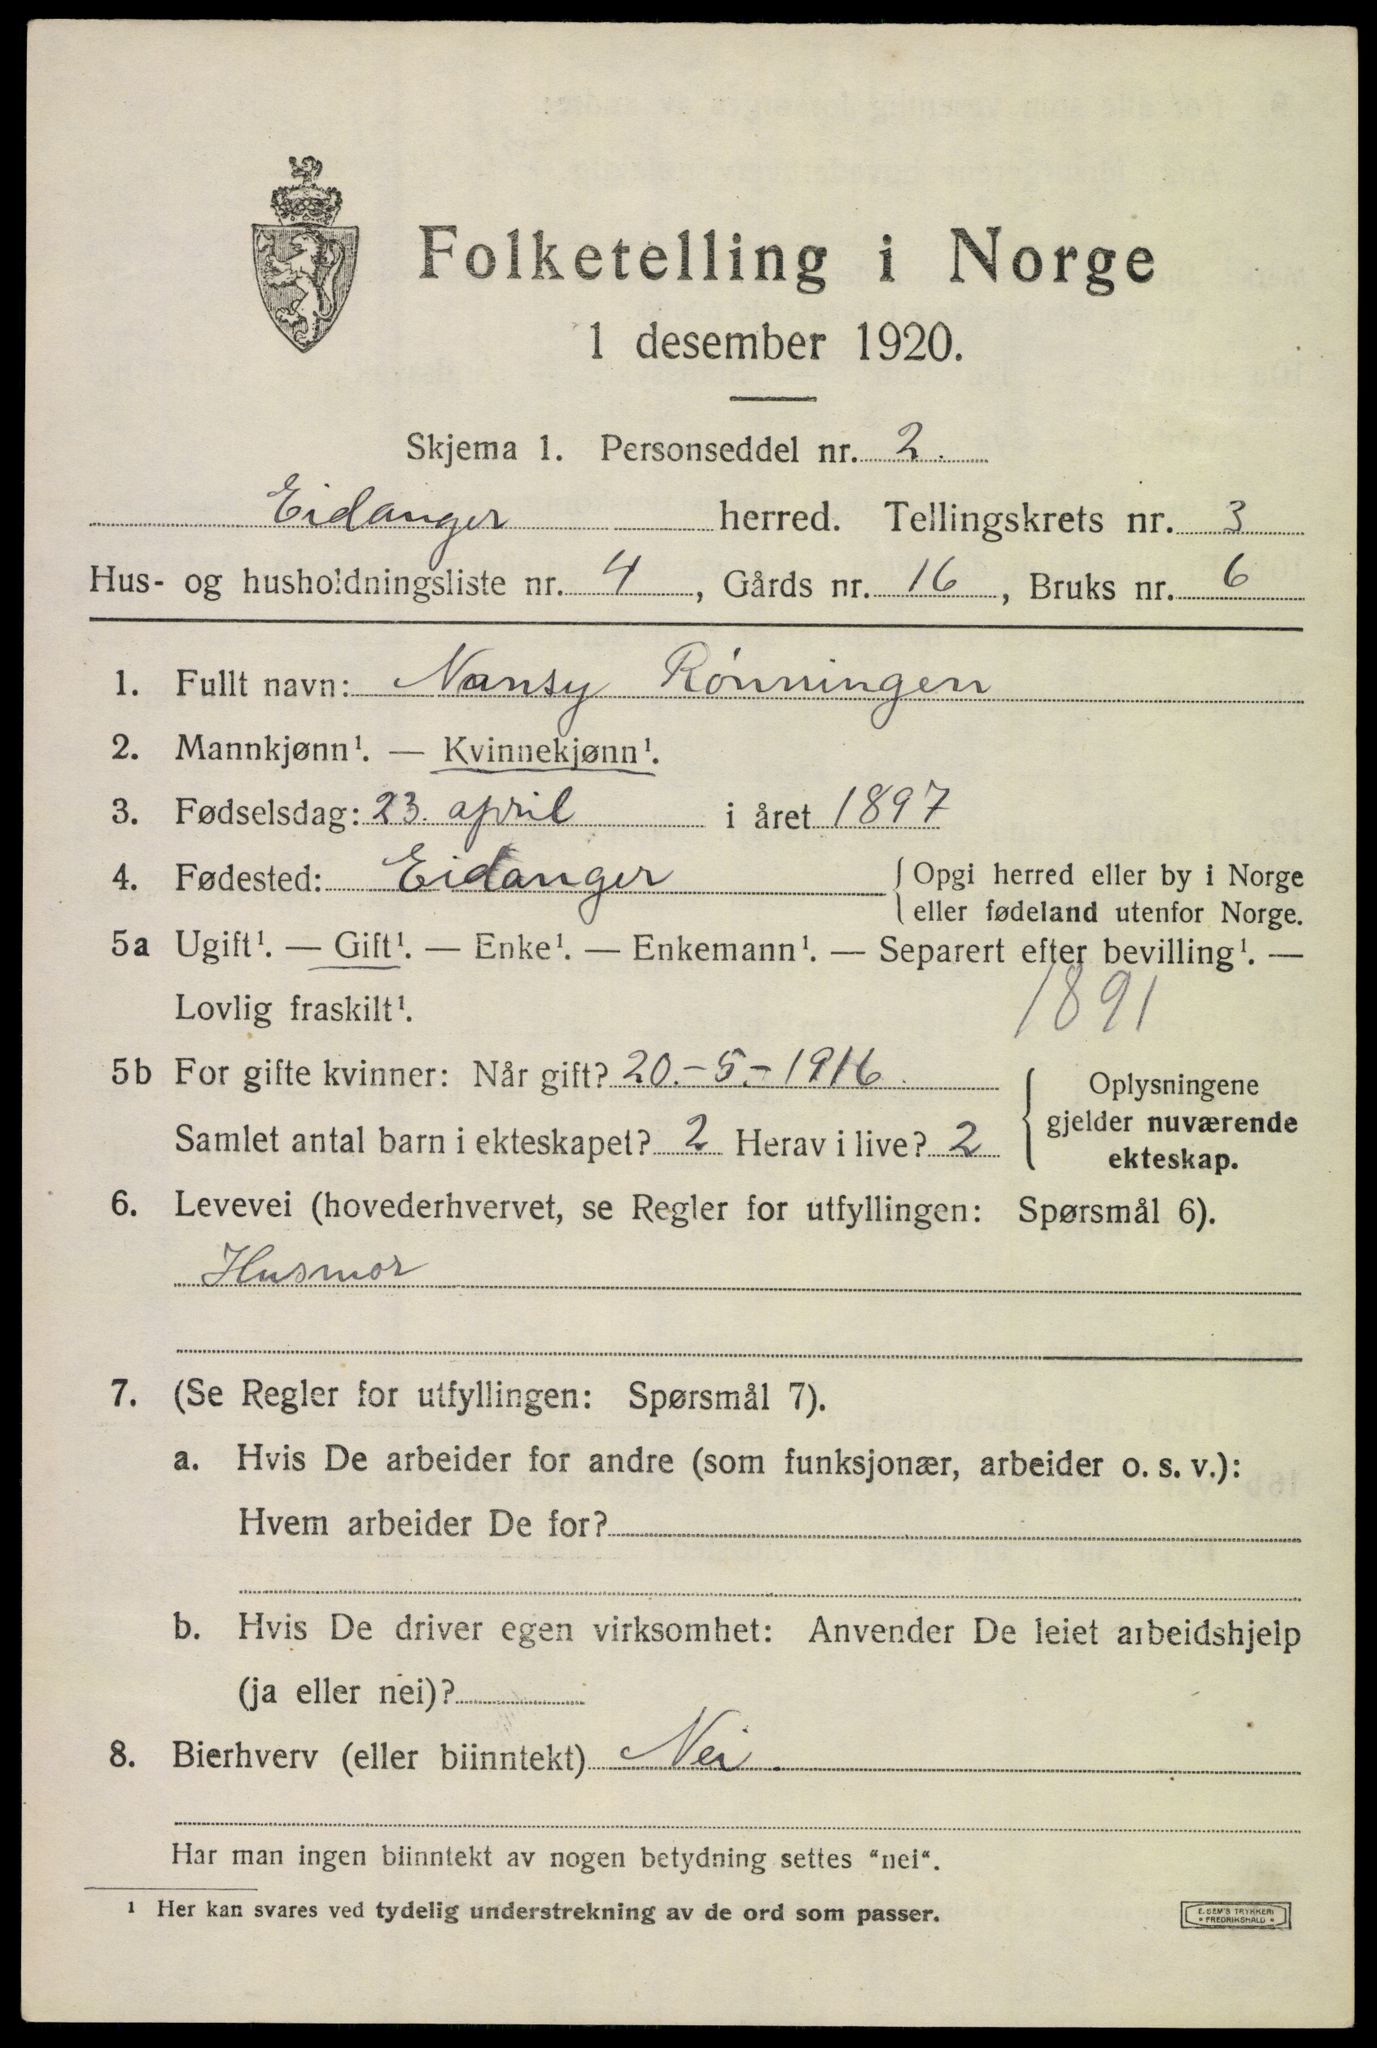 Folketelling i Norge
1 desember 1920.
Skjema 1. Personseddel nr. 2.
Eidanger herred. Tellingskrets nr. 3
Hus- og husholdningsliste nr. 4, Gårds nr. 16, Bruks nr. 6
1. Fullt navn: Nansy Rønningen
2. Mannkjønn¹. — Kvinnekjønn¹.
3. Fødselsdag: 23. april i året 1897
4. Fødested: Eidanger { Opgi herred eller by i Norge
eller fødeland utenfor Norge.
5a Ugift¹. — Gift¹. — Enke¹. — Enkemann¹. — Separert efter bevilling¹. —
Lovlig fraskilt¹. 1891
5b For gifte kvinner: Når gift? 20.-5.-1916.
Samlet antal barn i ekteskapet? 2 Herav i live? 2
{ Oplysningene
gjelder nuværende
ekteskap.
6. Levevei (hovederhvervet, se Regler for utfyllingen: Spørsmål 6).
Husmor
7. (Se Regler for utfyllingen: Spørsmål 7).
a. Hvis De arbeider for andre (som funksjonær, arbeider o. s. v.):
Hvem arbeider De for?
b. Hvis De driver egen virksomhet: Anvender De leiet arbeidshjelp
(ja eller nei)?
8. Bierhverv (eller biinntekt) Nei.
Har man ingen biinntekt av nogen betydning settes “nei“.
¹ Her kan svares ved tydelig understrekning av de ord som passer.
E. SEM'S TRYKKERI
* FREDRIKSHALD *